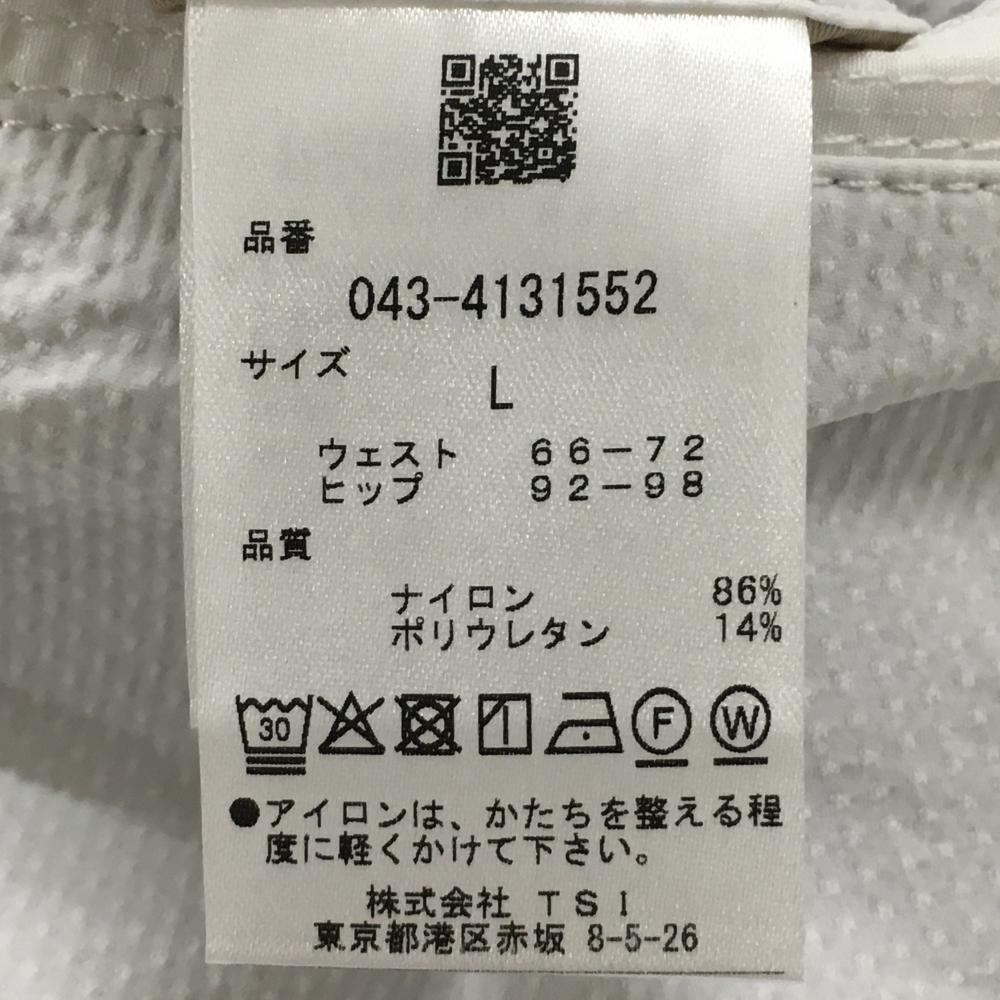 品番
043-4131552
サイズ
L
ウェスト 66-72
ヒップ 92-98
品質
ナイロン 86%
ポリウレタン 14%
30 F W
●アイロンは、かたちを整える程
度に軽くかけて下さい。
株式会社 TSI
東京都港区赤坂 8-5-26